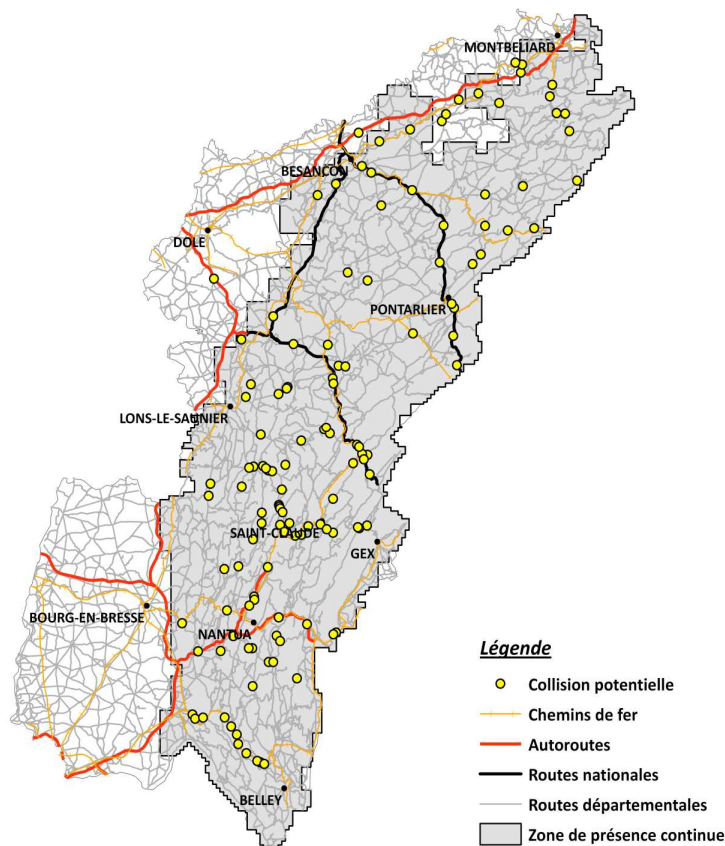 MONTBELIARD
BESANCON
DOLE
PONTARLIER
LONS-LE-SAUNIER
SAINT-CLAUDE
GEX
BOURG-EN-BRESSE
NANTUA
BELLEY
Légende
Collision potentielle
Chemins de fer
Autoroutes
Routes nationales
Routes départementales
Zone de présence continue